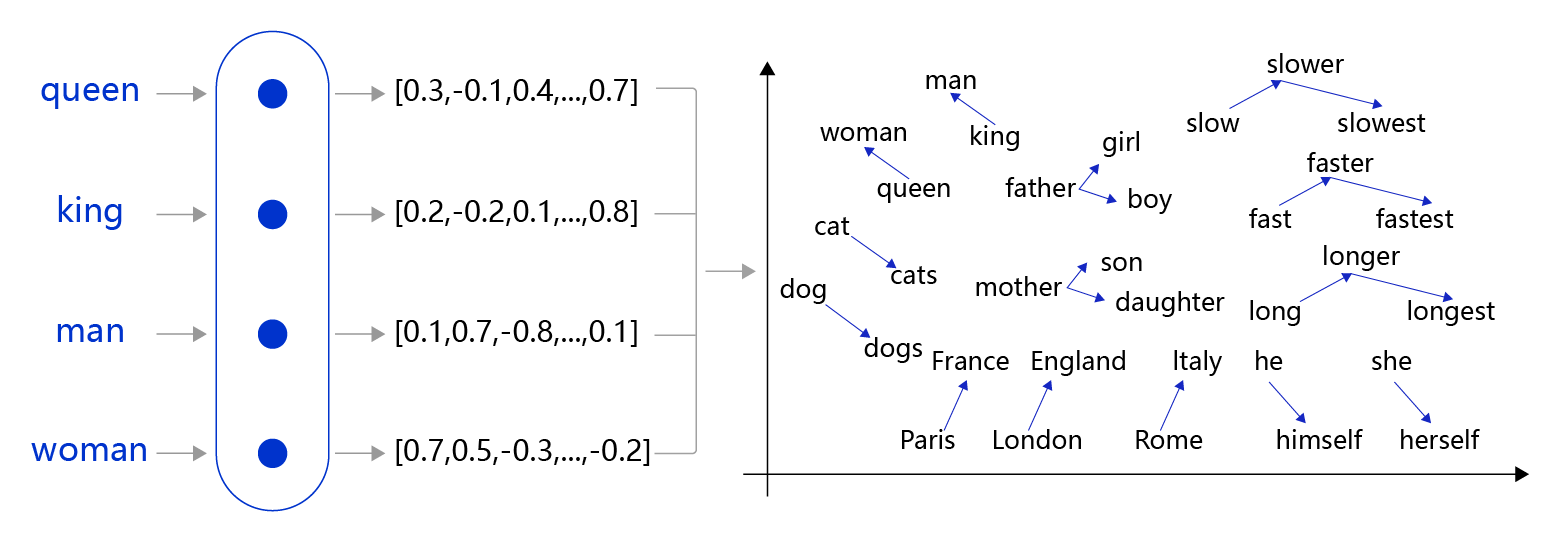 queen
[0.3,-0.1,0.4,...,0.7]
king
[0.2,-0.2,0.1,...,0.8]
man
[0.1,0.7,-0.8,...,0.1]
woman
[0.7,0.5,-0.3,...,-0.2]
man
king
woman
queen
girl
father
boy
slower
slow
slowest
faster
fast
fastest
cat
cats
dog
dogs
son
mother
daughter
longer
long
longest
France
England
Italy
he
she
Paris
London
Rome
himself
herself